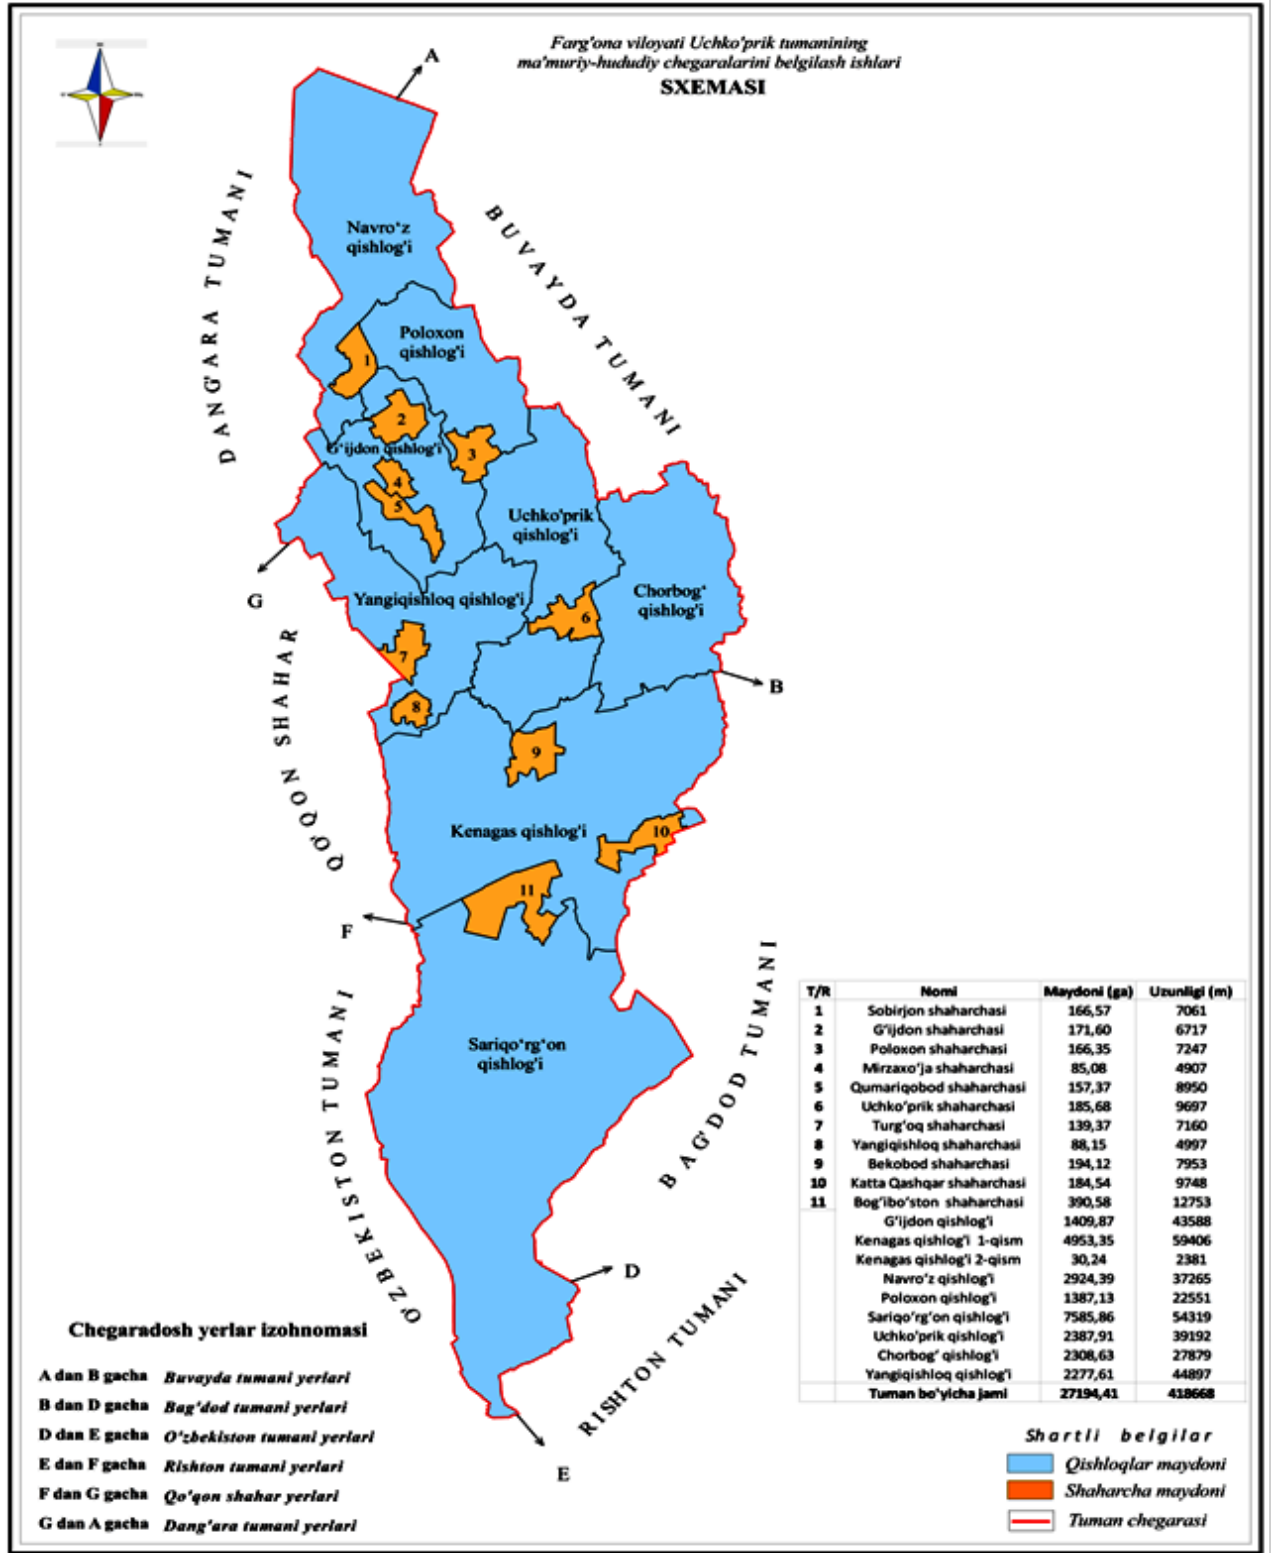 Farg'ona viloyati Uchko'prik tumanining
ma'muriy-hududiy chegaralarini belgilash ishlari
SXEMASI
A
DANG'ARA TUMANI
BUVAYDA TUMANI
Navro‘z
qishlog'i
Poloxon
qishlog'i
1
2
G‘ijdon qishlog'i
3
4
5
Uchko'prik
qishlog'i
G
Yangiqishloq qishlog'i
Chorbog‘
qishlog'i
6
7
B
8
QO'QON SHAHAR
9
Kenagas qishlog'i
10
11
F
Sariqo‘rg‘on
qishlog'i
O'ZBEKISTON TUMANI
BAG'DOD TUMANI
D
RISHTON TUMANI
E
T/R Nomi Maydoni (ga) Uzunligi (m)
1 Sobirjon shaharchasi 166,57 7061
2 G‘ijdon shaharchasi 171,60 6717
3 Poloxon shaharchasi 166,35 7247
4 Mirzaxo‘ja shaharchasi 85,08 4907
5 Qumariqobod shaharchasi 157,37 8950
6 Uchko‘prik shaharchasi 185,68 9697
7 Turg‘oq shaharchasi 139,37 7160
8 Yangiqishloq shaharchasi 88,15 4997
9 Bekobod shaharchasi 194,12 7953
10 Katta Qashqar shaharchasi 184,54 9748
11 Bog‘ibo‘ston shaharchasi 390,58 12753
G‘ijdon qishlog‘i 1409,87 43588
Kenagas qishlog‘i 1-qism 4953,35 59406
Kenagas qishlog‘i 2-qism 30,24 2381
Navro‘z qishlog‘i 2924,39 37265
Poloxon qishlog‘i 1387,13 22551
Sariqo‘rg‘on qishlog‘i 7585,86 54319
Uchko‘prik qishlog‘i 2387,91 39192
Chorbog‘ qishlog‘i 2308,63 27879
Yangiqishloq qishlog‘i 2277,61 44897
Tuman bo‘yicha jami 27194,41 418668
Chegaradosh yerlar izohnomasi
A dan B gacha Buvayda tumani yerlari
B dan D gacha Bag‘dod tumani yerlari
D dan E gacha O‘zbekiston tumani yerlari
E dan F gacha Rishton tumani yerlari
F dan G gacha Qo‘qon shahar yerlari
G dan A gacha Dang‘ara tumani yerlari
Shartli belgilar
Qishloqlar maydoni
Shaharcha maydoni
Tuman chegarasi